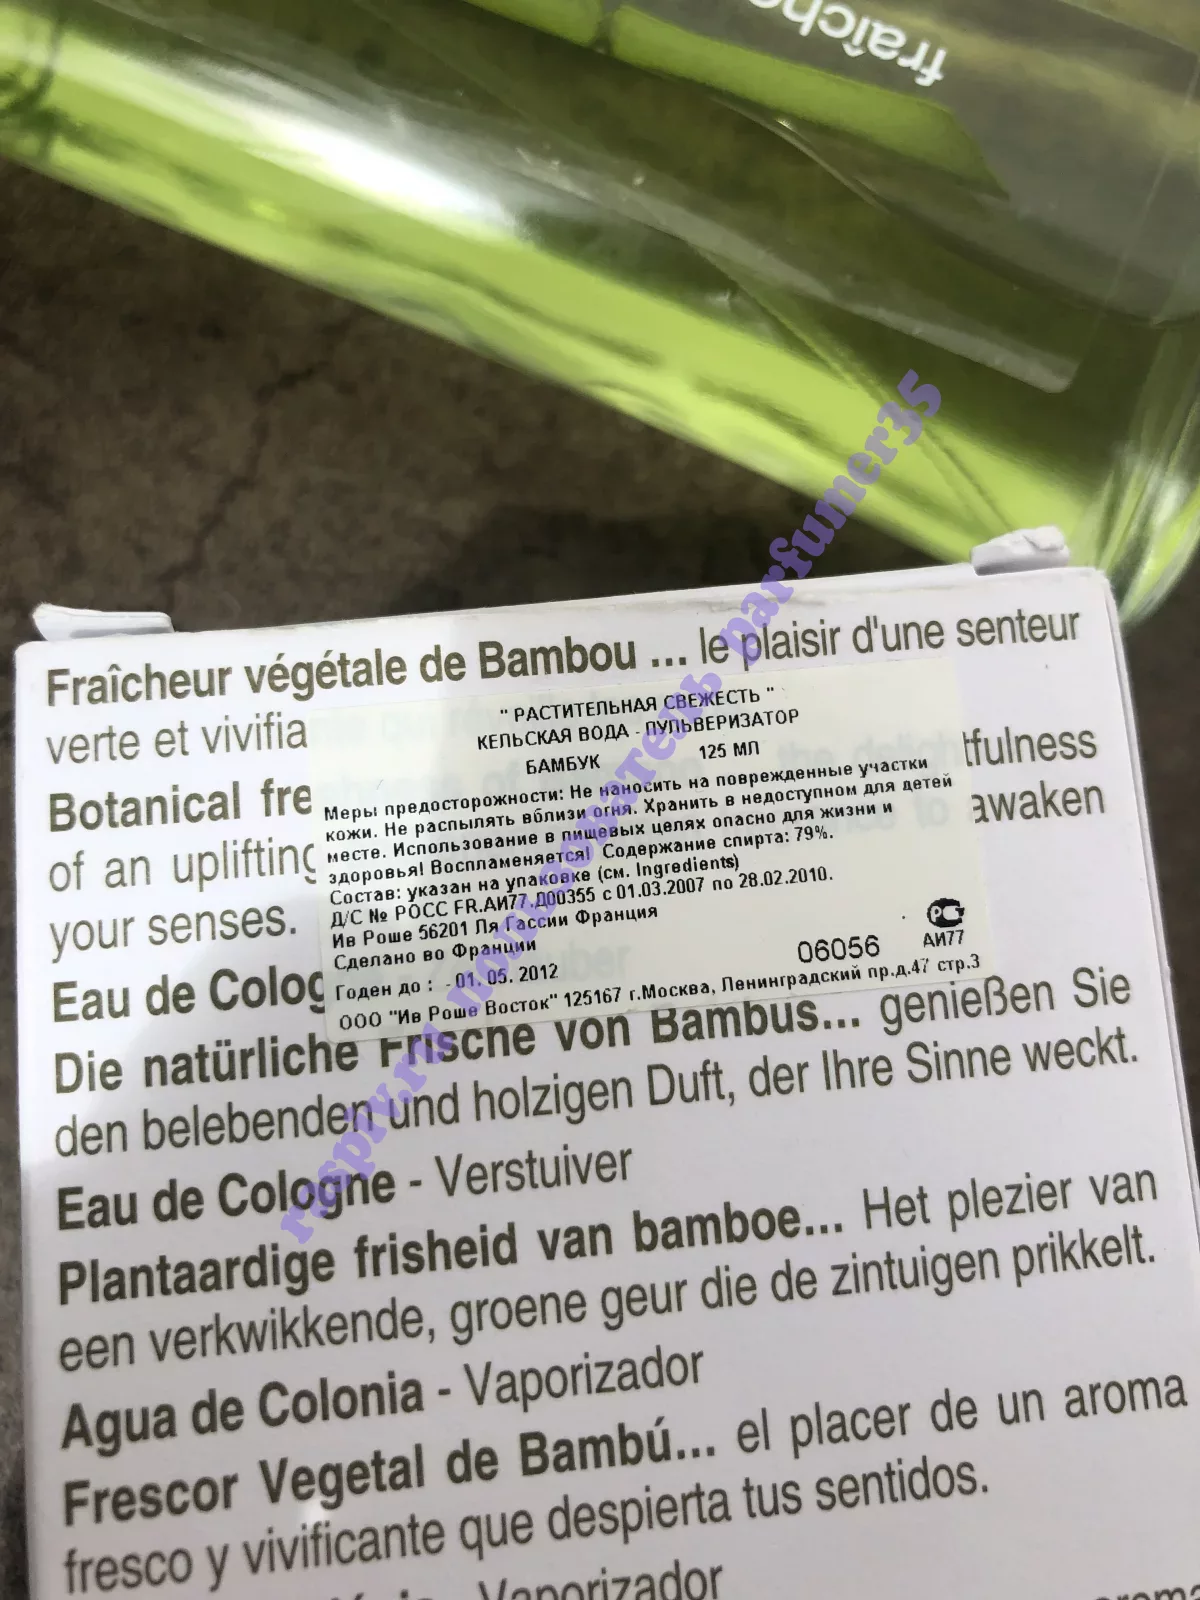 fraîche
Fraîcheur végétale de Bambou ... le plaisir d'une senteur
verte et vivifia
Botanical fre tfulness
of an uplifting awaken
your senses.
Eau de Colog
" РАСТИТЕЛЬНАЯ СВЕЖЕСТЬ "
КЕЛЬСКАЯ ВОДА - ПУЛЬВЕРИЗАТОР
БАМБУК 125 МЛ
Меры предосторожности: Не наносить на поврежденные участки
кожи. Не распылять вблизи огня. Хранить в недоступном для детей
месте. Использование в пищевых целях опасно для жизни и
здоровья! Воспламеняется! Содержание спирта: 79%.
Состав: указан на упаковке (см. Ingredients)
Д/С № РОСС FR.АИ77.Д00355 с 01.03.2007 по 28.02.2010.
Ив Роше 56201 Ля Гассии Франция
Сделано во Франции
Годен до : - 01. 05. 2012
06056 РС АИ77
ООО "Ив Роше Восток" 125167 г.Москва, Ленинградский пр.д.47 стр.3
Die natürliche Frische von Bambus... genießen Sie
den belebenden und holzigen Duft, der Ihre Sinne weckt.
Eau de Cologne - Verstuiver
Plantaardige frisheid van bamboe... Het plezier van
een verkwikkende, groene geur die de zintuigen prikkelt.
Agua de Colonia - Vaporizador
Frescor Vegetal de Bambú... el placer de un aroma
fresco y vivificante que despierta tus sentidos.
Vaporizador
aroma
raspiv.ru пользователь parfumer35